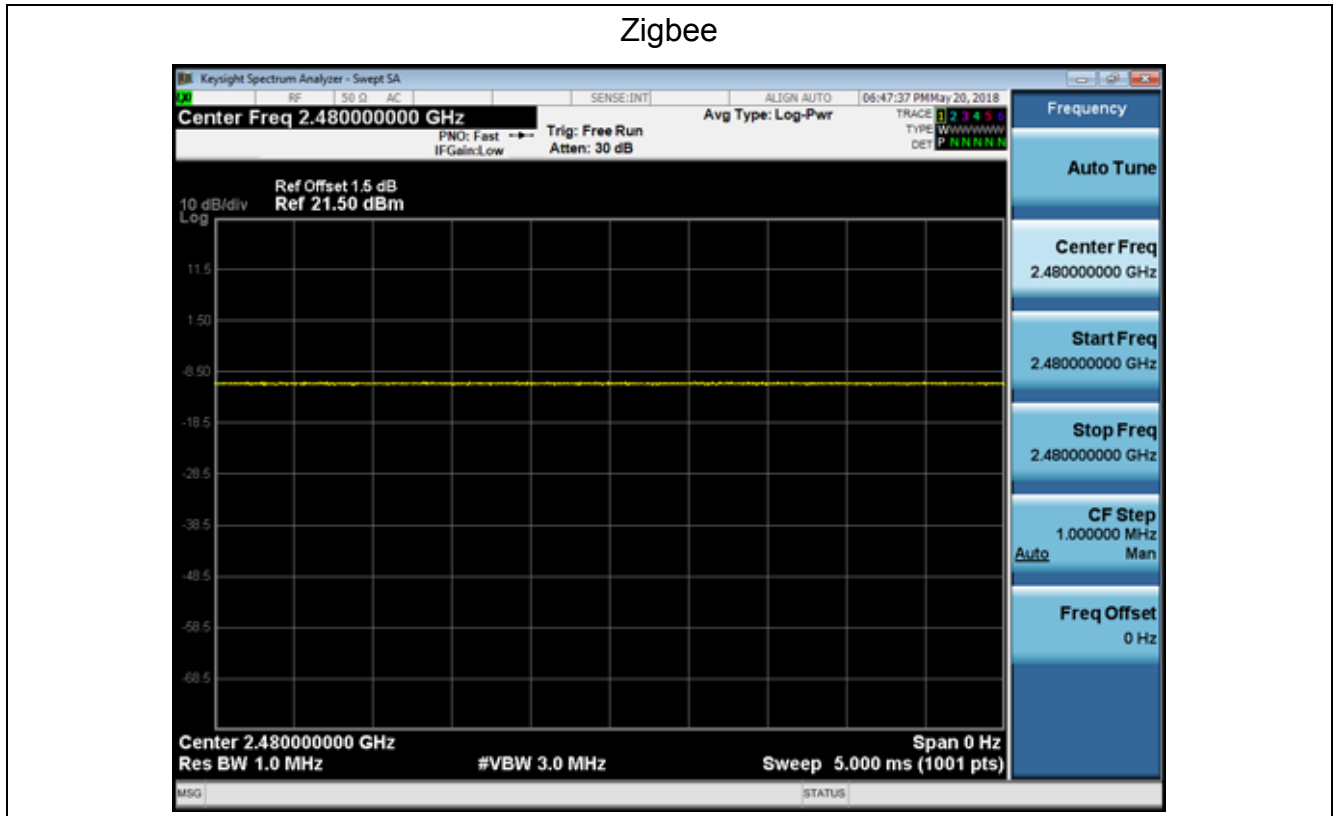 Zigbee
Keysight Spectrum Analyzer - Swept SA
RF 50 Ω AC SENSE:INT ALIGN AUTO 06:47:37 PMMay 20, 2018
Center Freq 2.480000000 GHz
Avg Type: Log-Pwr
TRACE 1 2 3 4 5 6
PNO: Fast
Trig: Free Run
TYPE WWWWWWW
IFGain:Low
Atten: 30 dB
DET P N N N N N
Frequency
Auto Tune
Center Freq
2.480000000 GHz
Start Freq
2.480000000 GHz
Stop Freq
2.480000000 GHz
CF Step
1.000000 MHz
Auto Man
Freq Offset
0 Hz
Ref Offset 1.5 dB
10 dB/div Ref 21.50 dBm
Log
11.5
1.50
-8.50
-18.5
-28.5
-38.5
-48.5
-58.5
-68.5
Center 2.480000000 GHz Span 0 Hz
Res BW 1.0 MHz #VBW 3.0 MHz Sweep 5.000 ms (1001 pts)
MSG STATUS